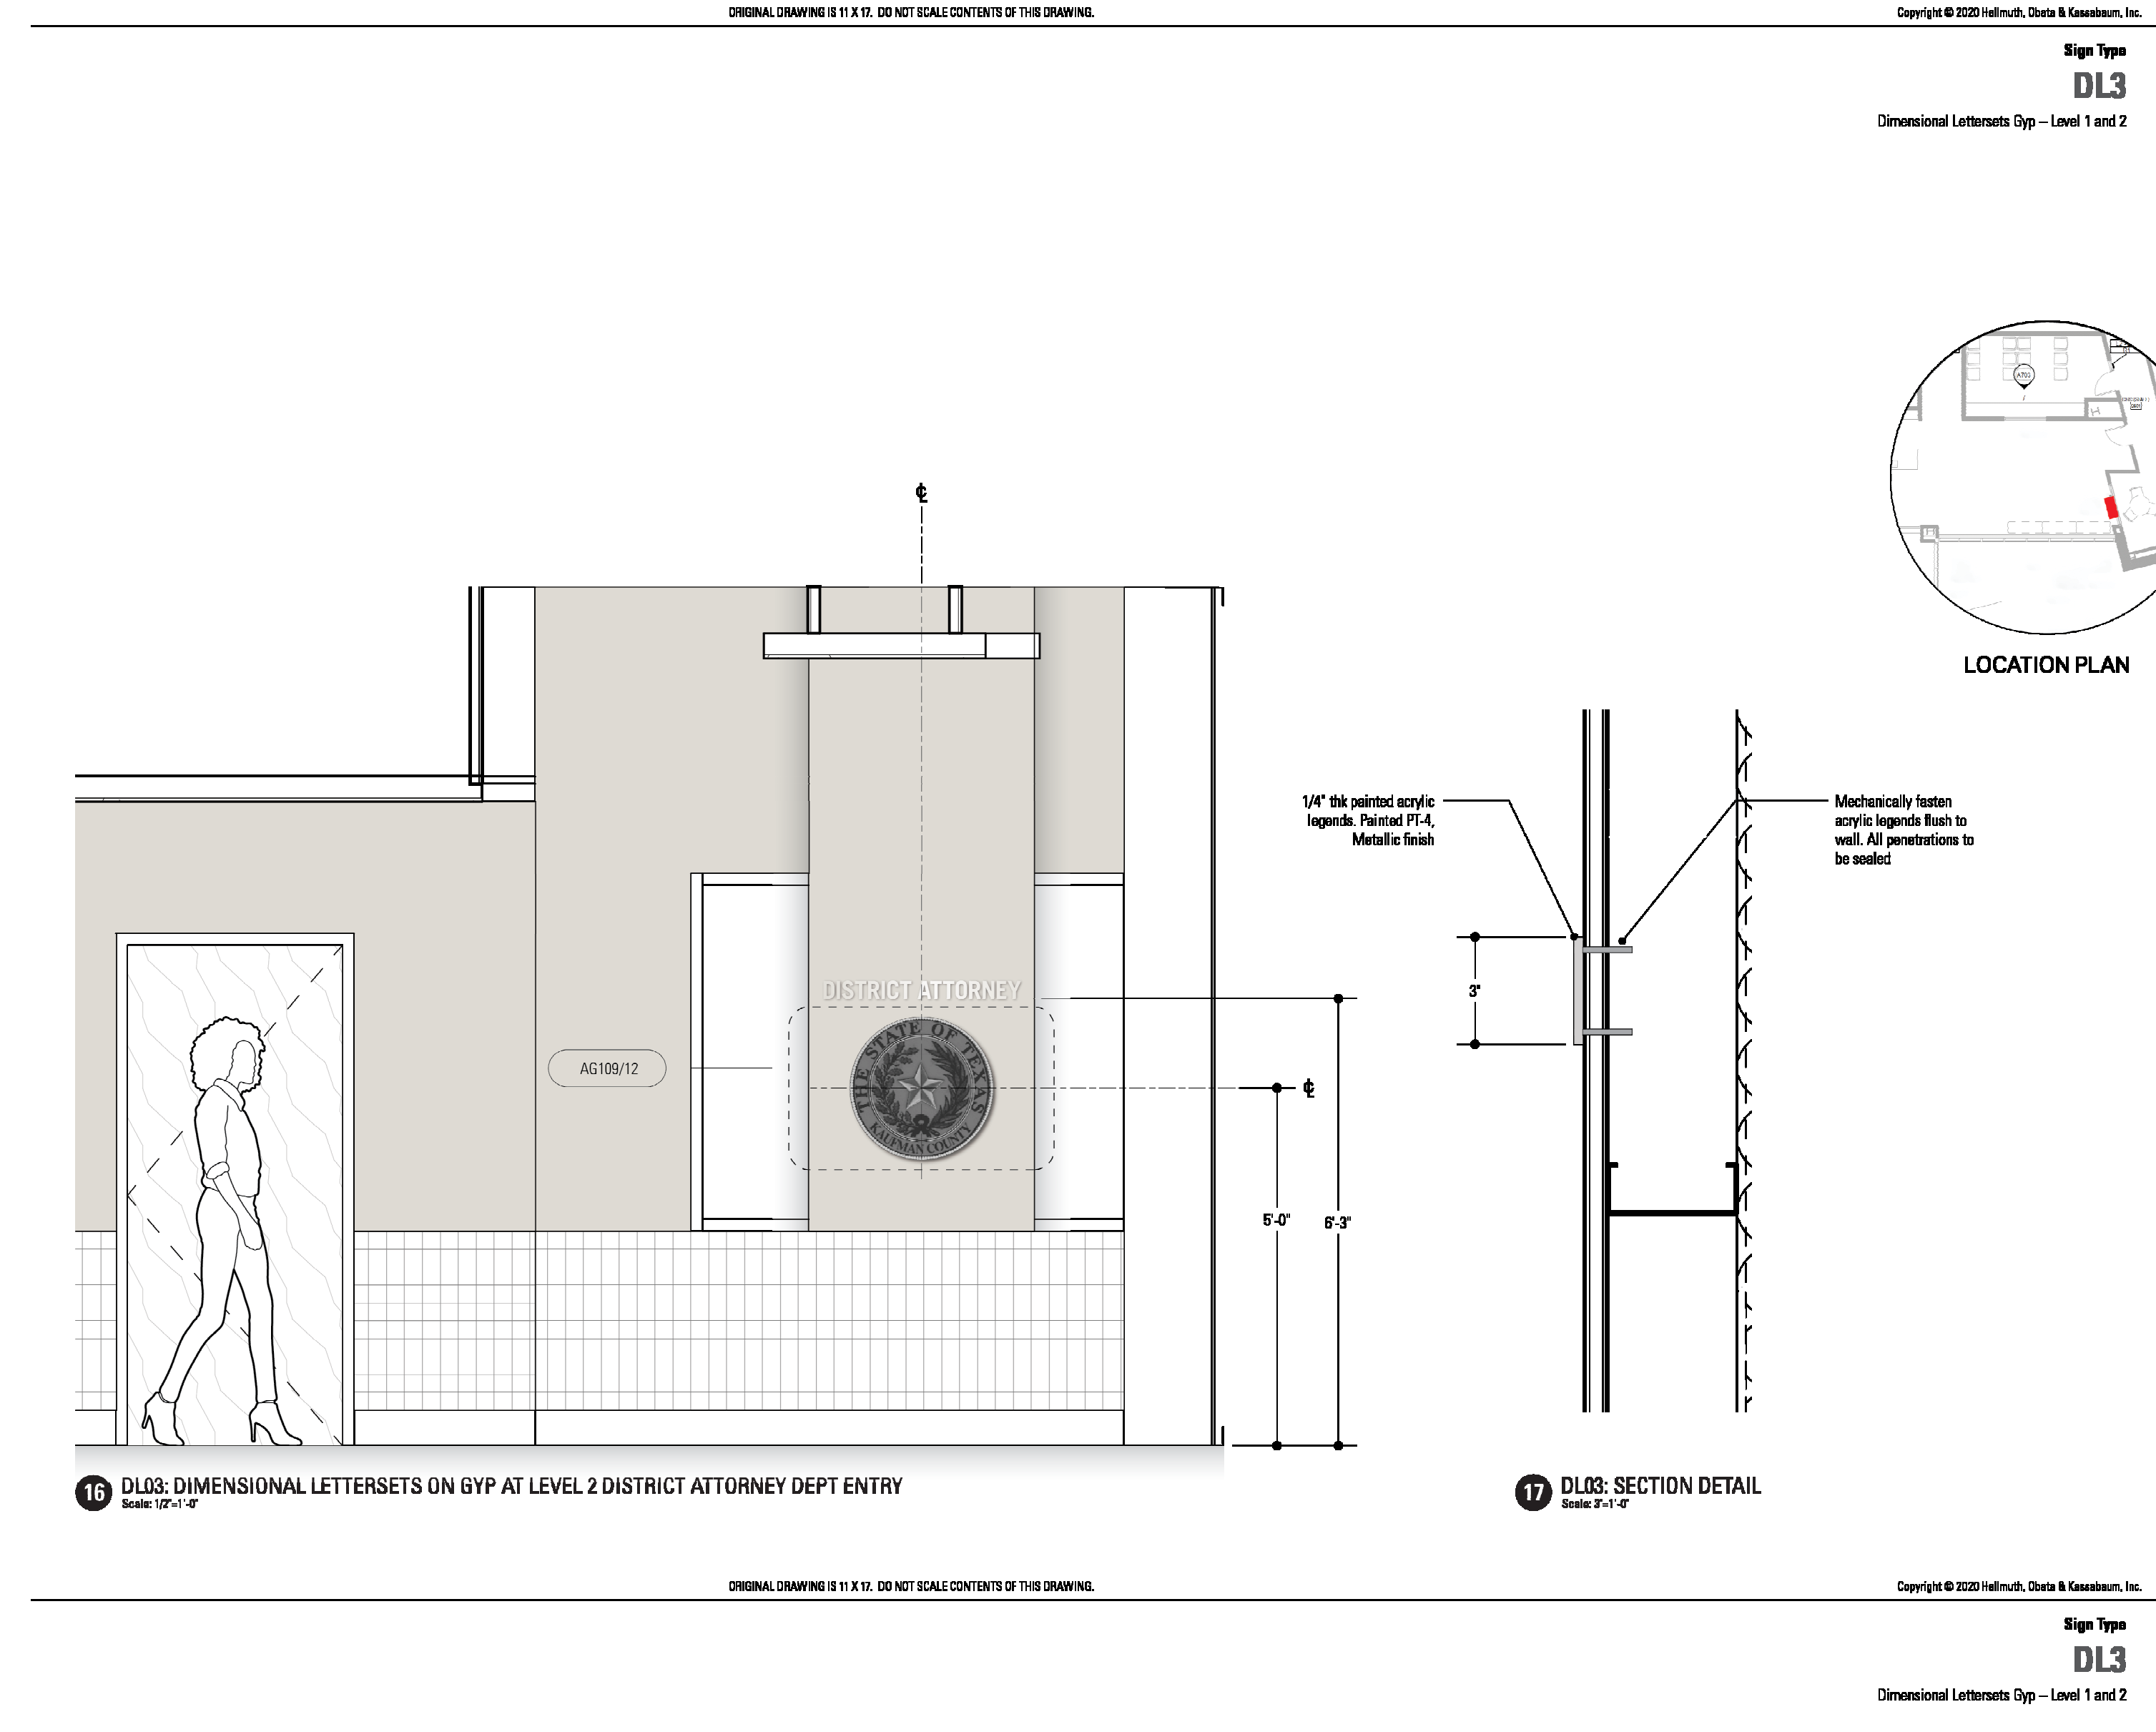 ORIGINAL DRAWING IS 11 X 17. DO NOT SCALE CONTENTS OF THIS DRAWING.
Copyright © 2020 Hellmuth, Obata & Kassabaum, Inc.
Sign Type
DL3
Dimensional Lettersets Gyp – Level 1 and 2
A700
LOCATION PLAN
℄
1/4" thk painted acrylic
legends. Painted PT-4,
Metallic finish
Mechanically fasten
acrylic legends flush to
wall. All penetrations to
be sealed
3"
DISTRICT ATTORNEY
THE STATE OF TEXAS
KAUFMAN COUNTY
AG109/12
℄
5'-0"
6'-3"
16
DL03: DIMENSIONAL LETTERSETS ON GYP AT LEVEL 2 DISTRICT ATTORNEY DEPT ENTRY
Scale: 1/2"=1'-0"
17
DL03: SECTION DETAIL
Scale: 3"=1'-0"
ORIGINAL DRAWING IS 11 X 17. DO NOT SCALE CONTENTS OF THIS DRAWING.
Copyright © 2020 Hellmuth, Obata & Kassabaum, Inc.
Sign Type
DL3
Dimensional Lettersets Gyp – Level 1 and 2